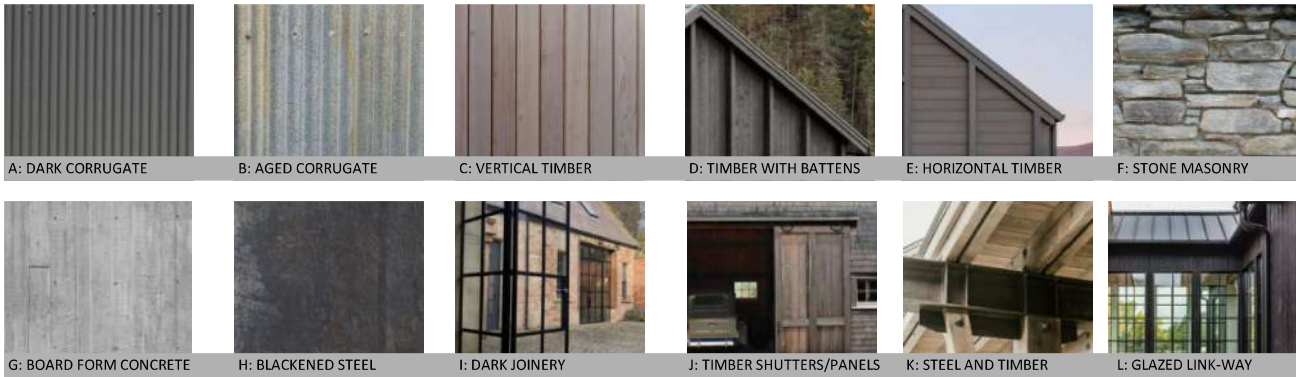 A: DARK CORRUGATE
B: AGED CORRUGATE
C: VERTICAL TIMBER
D: TIMBER WITH BATTENS
E: HORIZONTAL TIMBER
F: STONE MASONRY
G: BOARD FORM CONCRETE
H: BLACKENED STEEL
I: DARK JOINERY
J: TIMBER SHUTTERS/PANELS
K: STEEL AND TIMBER
L: GLAZED LINK-WAY